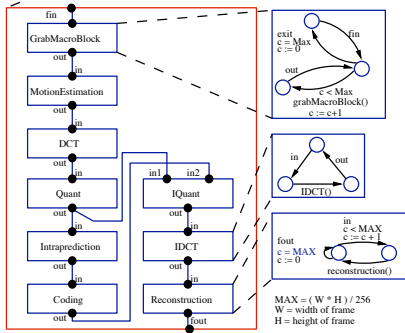 fin
GrabMacroBlock
out
in
MotionEstimation
out
in
DCT
out
in
Quant
out
in
Intraprediction
out
in
Coding
out
in1 in2
IQuant
out
in
IDCT
out
in
Reconstruction
fout
exit
c = Max
c := 0
fin
out
c < Max
grabMacroBlock()
c := c+1
in
out
IDCT()
in
c < MAX
c := c + 1
fout
c = MAX
c := 0
reconstruction()
MAX = ( W * H ) / 256
W = width of frame
H = height of frame